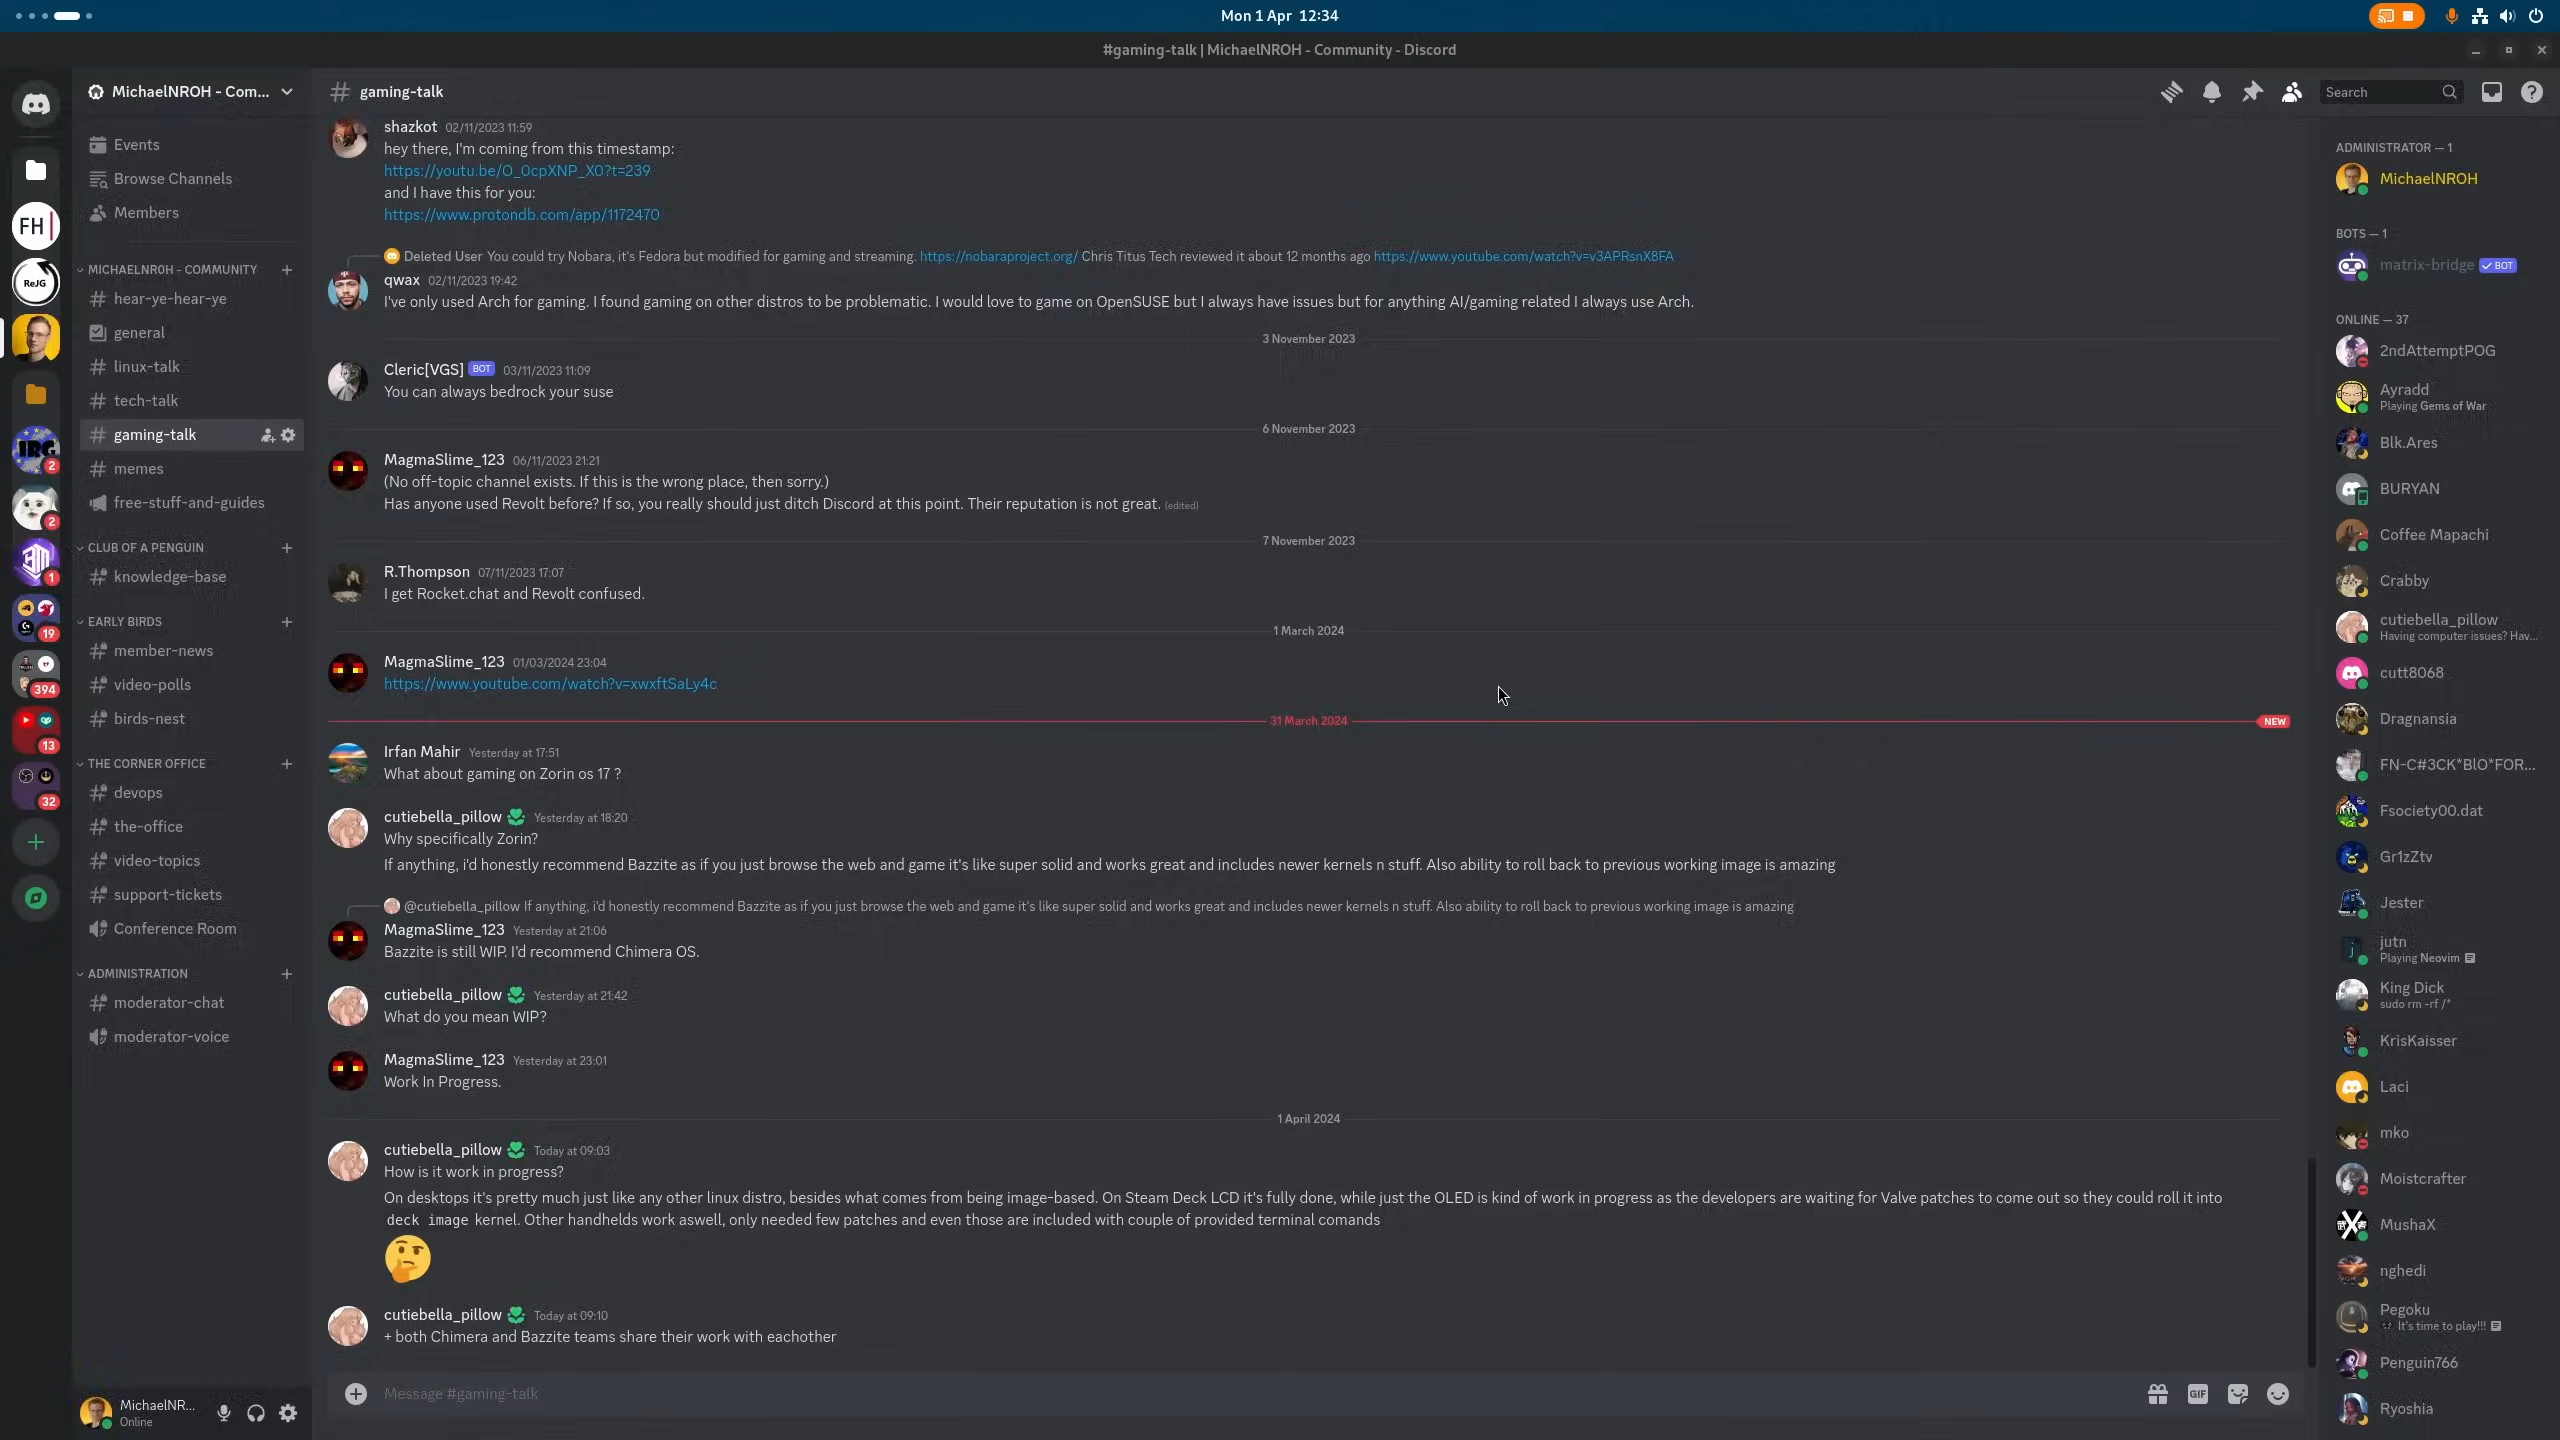 Mon 1 Apr 12:34
#gaming-talk | MichaelNROH - Community - Discord
MichaelNROH - Com...
gaming-talk
Search
Events
Browse Channels
Members
MICHAELNR0H - COMMUNITY
hear-ye-hear-ye
general
linux-talk
tech-talk
gaming-talk
memes
free-stuff-and-guides
CLUB OF A PENGUIN
knowledge-base
EARLY BIRDS
member-news
video-polls
birds-nest
THE CORNER OFFICE
devops
the-office
video-topics
support-tickets
Conference Room
ADMINISTRATION
moderator-chat
moderator-voice
MichaelNR...
Online
FH
ReJG
IRG
2
2
1
19
394
13
32
shazkot 02/11/2023 11:59
hey there, I'm coming from this timestamp:
https://youtu.be/O_0cpXNP_X0?t=239
and I have this for you:
https://www.protondb.com/app/1172470
Deleted User You could try Nobara, it's Fedora but modified for gaming and streaming. https://nobaraproject.org/ Chris Titus Tech reviewed it about 12 months ago https://www.youtube.com/watch?v=v3APRsnX8FA
qwax 02/11/2023 19:42
I've only used Arch for gaming. I found gaming on other distros to be problematic. I would love to game on OpenSUSE but I always have issues but for anything AI/gaming related I always use Arch.
3 November 2023
Cleric[VGS] BOT 03/11/2023 11:09
You can always bedrock your suse
6 November 2023
MagmaSlime_123 06/11/2023 21:21
(No off-topic channel exists. If this is the wrong place, then sorry.)
Has anyone used Revolt before? If so, you really should just ditch Discord at this point. Their reputation is not great. (edited)
7 November 2023
R.Thompson 07/11/2023 17:07
I get Rocket.chat and Revolt confused.
1 March 2024
MagmaSlime_123 01/03/2024 23:04
https://www.youtube.com/watch?v=xwxftSaLy4c
31 March 2024 NEW
Irfan Mahir Yesterday at 17:51
What about gaming on Zorin os 17 ?
cutiebella_pillow Yesterday at 18:20
Why specifically Zorin?
If anything, i'd honestly recommend Bazzite as if you just browse the web and game it's like super solid and works great and includes newer kernels n stuff. Also ability to roll back to previous working image is amazing
@cutiebella_pillow If anything, i'd honestly recommend Bazzite as if you just browse the web and game it's like super solid and works great and includes newer kernels n stuff. Also ability to roll back to previous working image is amazing
MagmaSlime_123 Yesterday at 21:06
Bazzite is still WIP. I'd recommend Chimera OS.
cutiebella_pillow Yesterday at 21:42
What do you mean WIP?
MagmaSlime_123 Yesterday at 23:01
Work In Progress.
1 April 2024
cutiebella_pillow Today at 09:03
How is it work in progress?
On desktops it's pretty much just like any other linux distro, besides what comes from being image-based. On Steam Deck LCD it's fully done, while just the OLED is kind of work in progress as the developers are waiting for Valve patches to come out so they could roll it into
deck image kernel. Other handhelds work aswell, only needed few patches and even those are included with couple of provided terminal comands
cutiebella_pillow Today at 09:10
+ both Chimera and Bazzite teams share their work with eachother
Message #gaming-talk
GIF
ADMINISTRATOR — 1
MichaelNROH
BOTS — 1
matrix-bridge BOT
ONLINE — 37
2ndAttemptPOG
Ayradd
Playing Gems of War
Blk.Ares
BURYAN
Coffee Mapachi
Crabby
cutiebella_pillow
Having computer issues? Hav...
cutt8068
Dragnansia
FN-C#3CK*BlO*FOR...
Fsociety00.dat
Gr1zZtv
Jester
jutn
Playing Neovim
King Dick
sudo rm -rf /*
KrisKaisser
Laci
mko
Moistcrafter
MushaX
nghedi
Pegoku
It's time to play!!!
Penguin766
Ryoshia